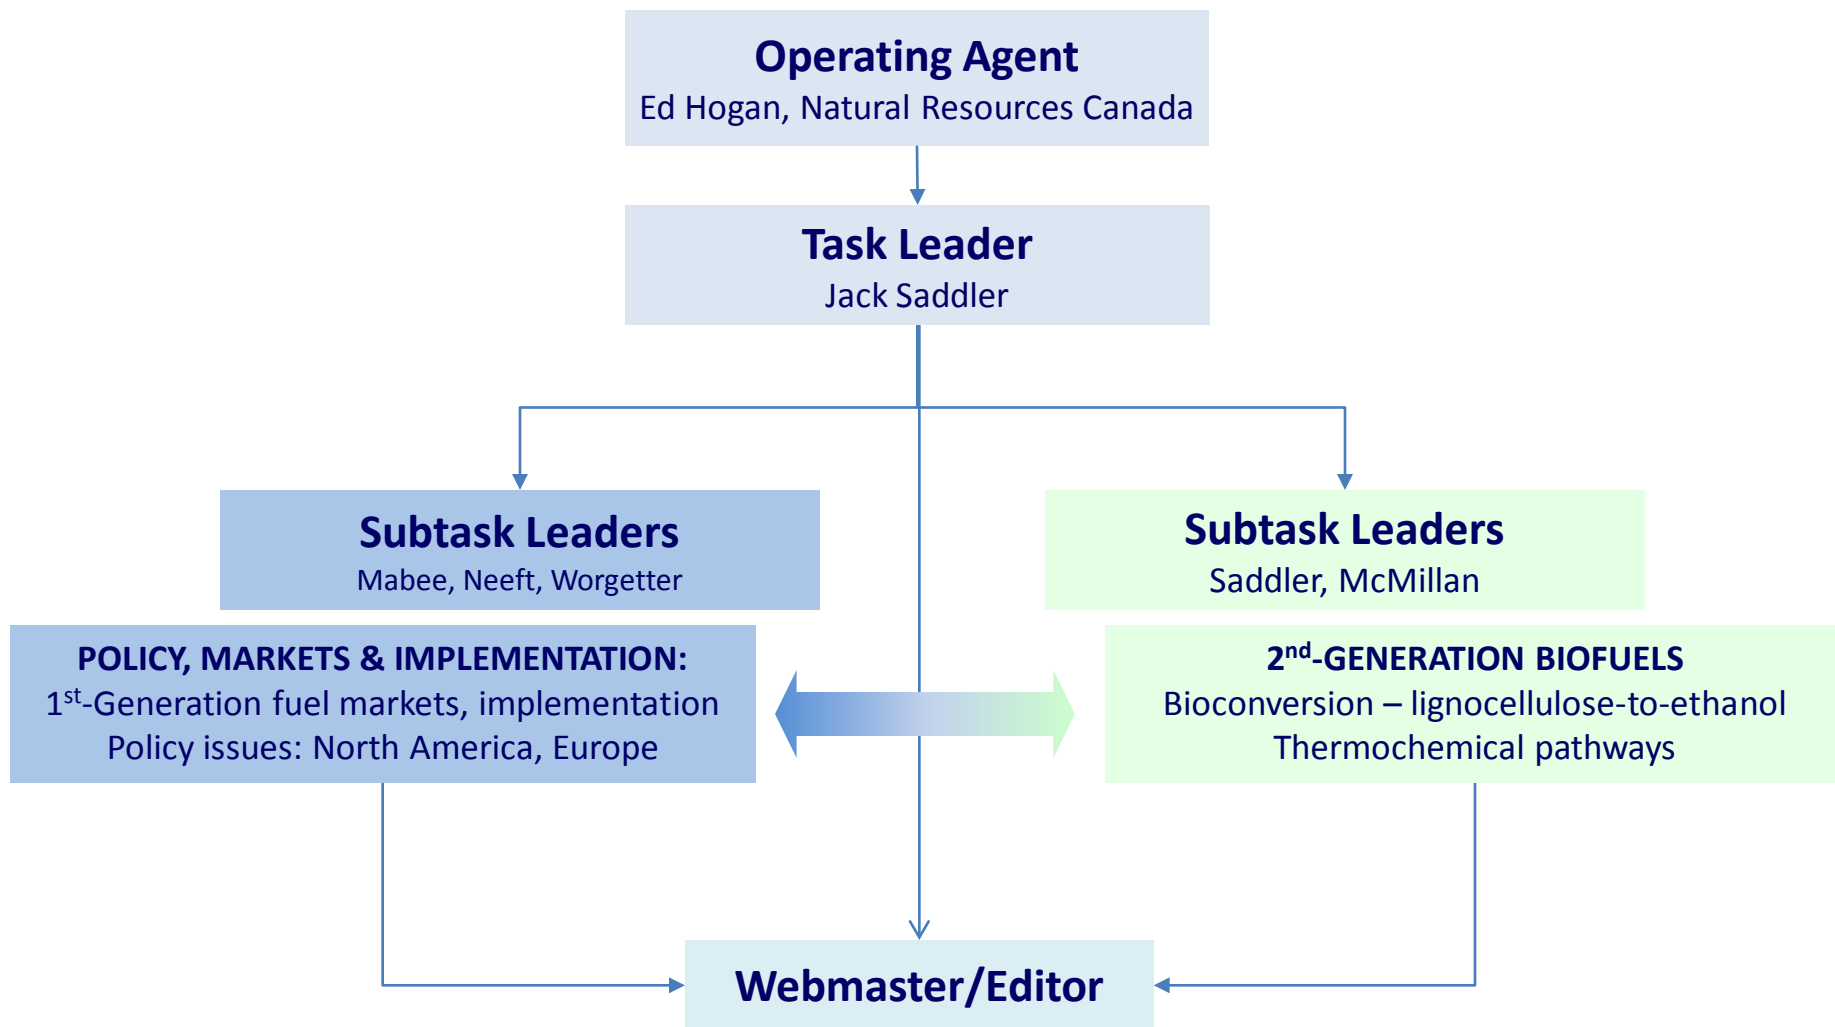 Operating Agent
Ed Hogan, Natural Resources Canada
Task Leader
Jack Saddler
Subtask Leaders
Mabee, Neeft, Worgetter
POLICY, MARKETS & IMPLEMENTATION:
1st-Generation fuel markets, implementation
Policy issues: North America, Europe
Subtask Leaders
Saddler, McMillan
2nd-GENERATION BIOFUELS
Bioconversion – lignocellulose-to-ethanol
Thermochemical pathways
Webmaster/Editor